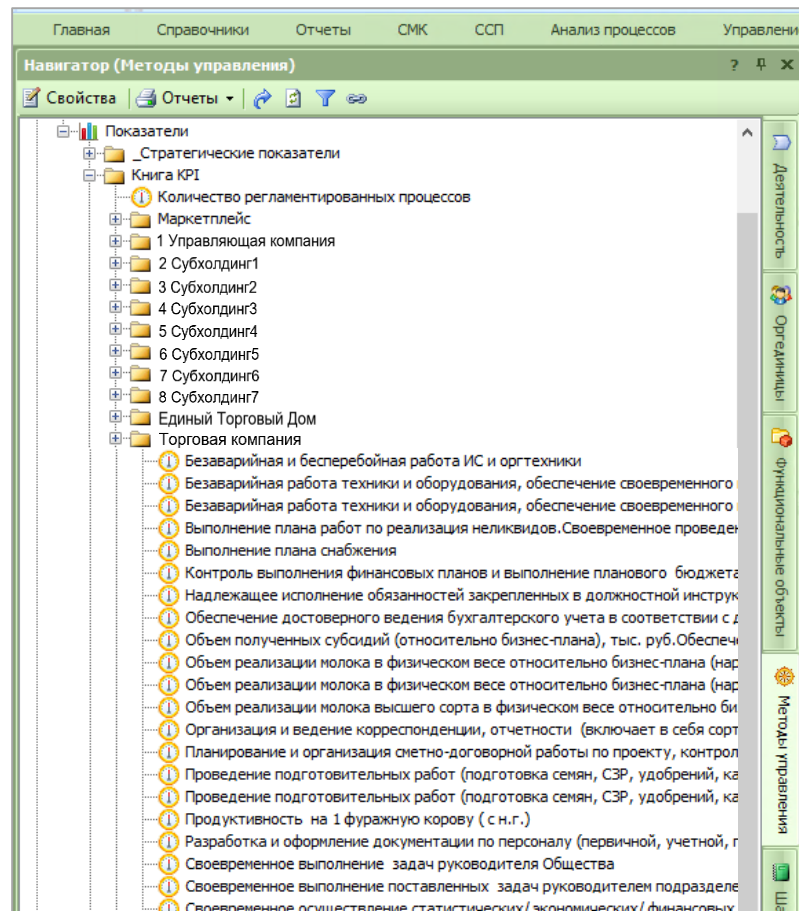 Главная Справочники Отчеты СМК ССП Анализ процессов Управлени
Навигатор (Методы управления) ?
Свойства Отчеты
Показатели
_Стратегические показатели
Книга KPI
Количество регламентированных процессов
Маркетплейс
1 Управляющая компания
2 Субхолдинг1
3 Субхолдинг2
4 Субхолдинг3
5 Субхолдинг4
6 Субхолдинг5
7 Субхолдинг6
8 Субхолдинг7
Единый Торговый Дом
Торговая компания
Безаварийная и бесперебойная работа ИС и оргтехники
Безаварийная работа техники и оборудования, обеспечение своевременного
Безаварийная работа техники и оборудования, обеспечение своевременного
Выполнение плана работ по реализация неликвидов.Своевременное проведен
Выполнение плана снабжения
Контроль выполнения финансовых планов и выполнение планового бюджета
Надлежащее исполнение обязанностей закрепленных в должностной инструк
Обеспечение достоверного ведения бухгалтерского учета в соответствии с д
Объем полученных субсидий (относительно бизнес-плана), тыс. руб.Обеспеч
Объем реализации молока в физическом весе относительно бизнес-плана (нар
Объем реализации молока в физическом весе относительно бизнес-плана (нар
Объем реализации молока высшего сорта в физическом весе относительно би
Организация и ведение корреспонденции, отчетности (включает в себя сорт
Планирование и организация сметно-договорной работы по проекту, контрол
Проведение подготовительных работ (подготовка семян, СЗР, удобрений, ка
Проведение подготовительных работ (подготовка семян, СЗР, удобрений, ка
Продуктивность на 1 фуражную корову ( с н.г.)
Разработка и оформление документации по персоналу (первичной, учетной, г
Своевременное выполнение задач руководителя Общества
Своевременное выполнение поставленных задач руководителем подразделе
Своевременное осуществление статистических/ экономических/ финансовых
Деятельность
Оргединицы
Функциональные объекты
Методы управления
Ша